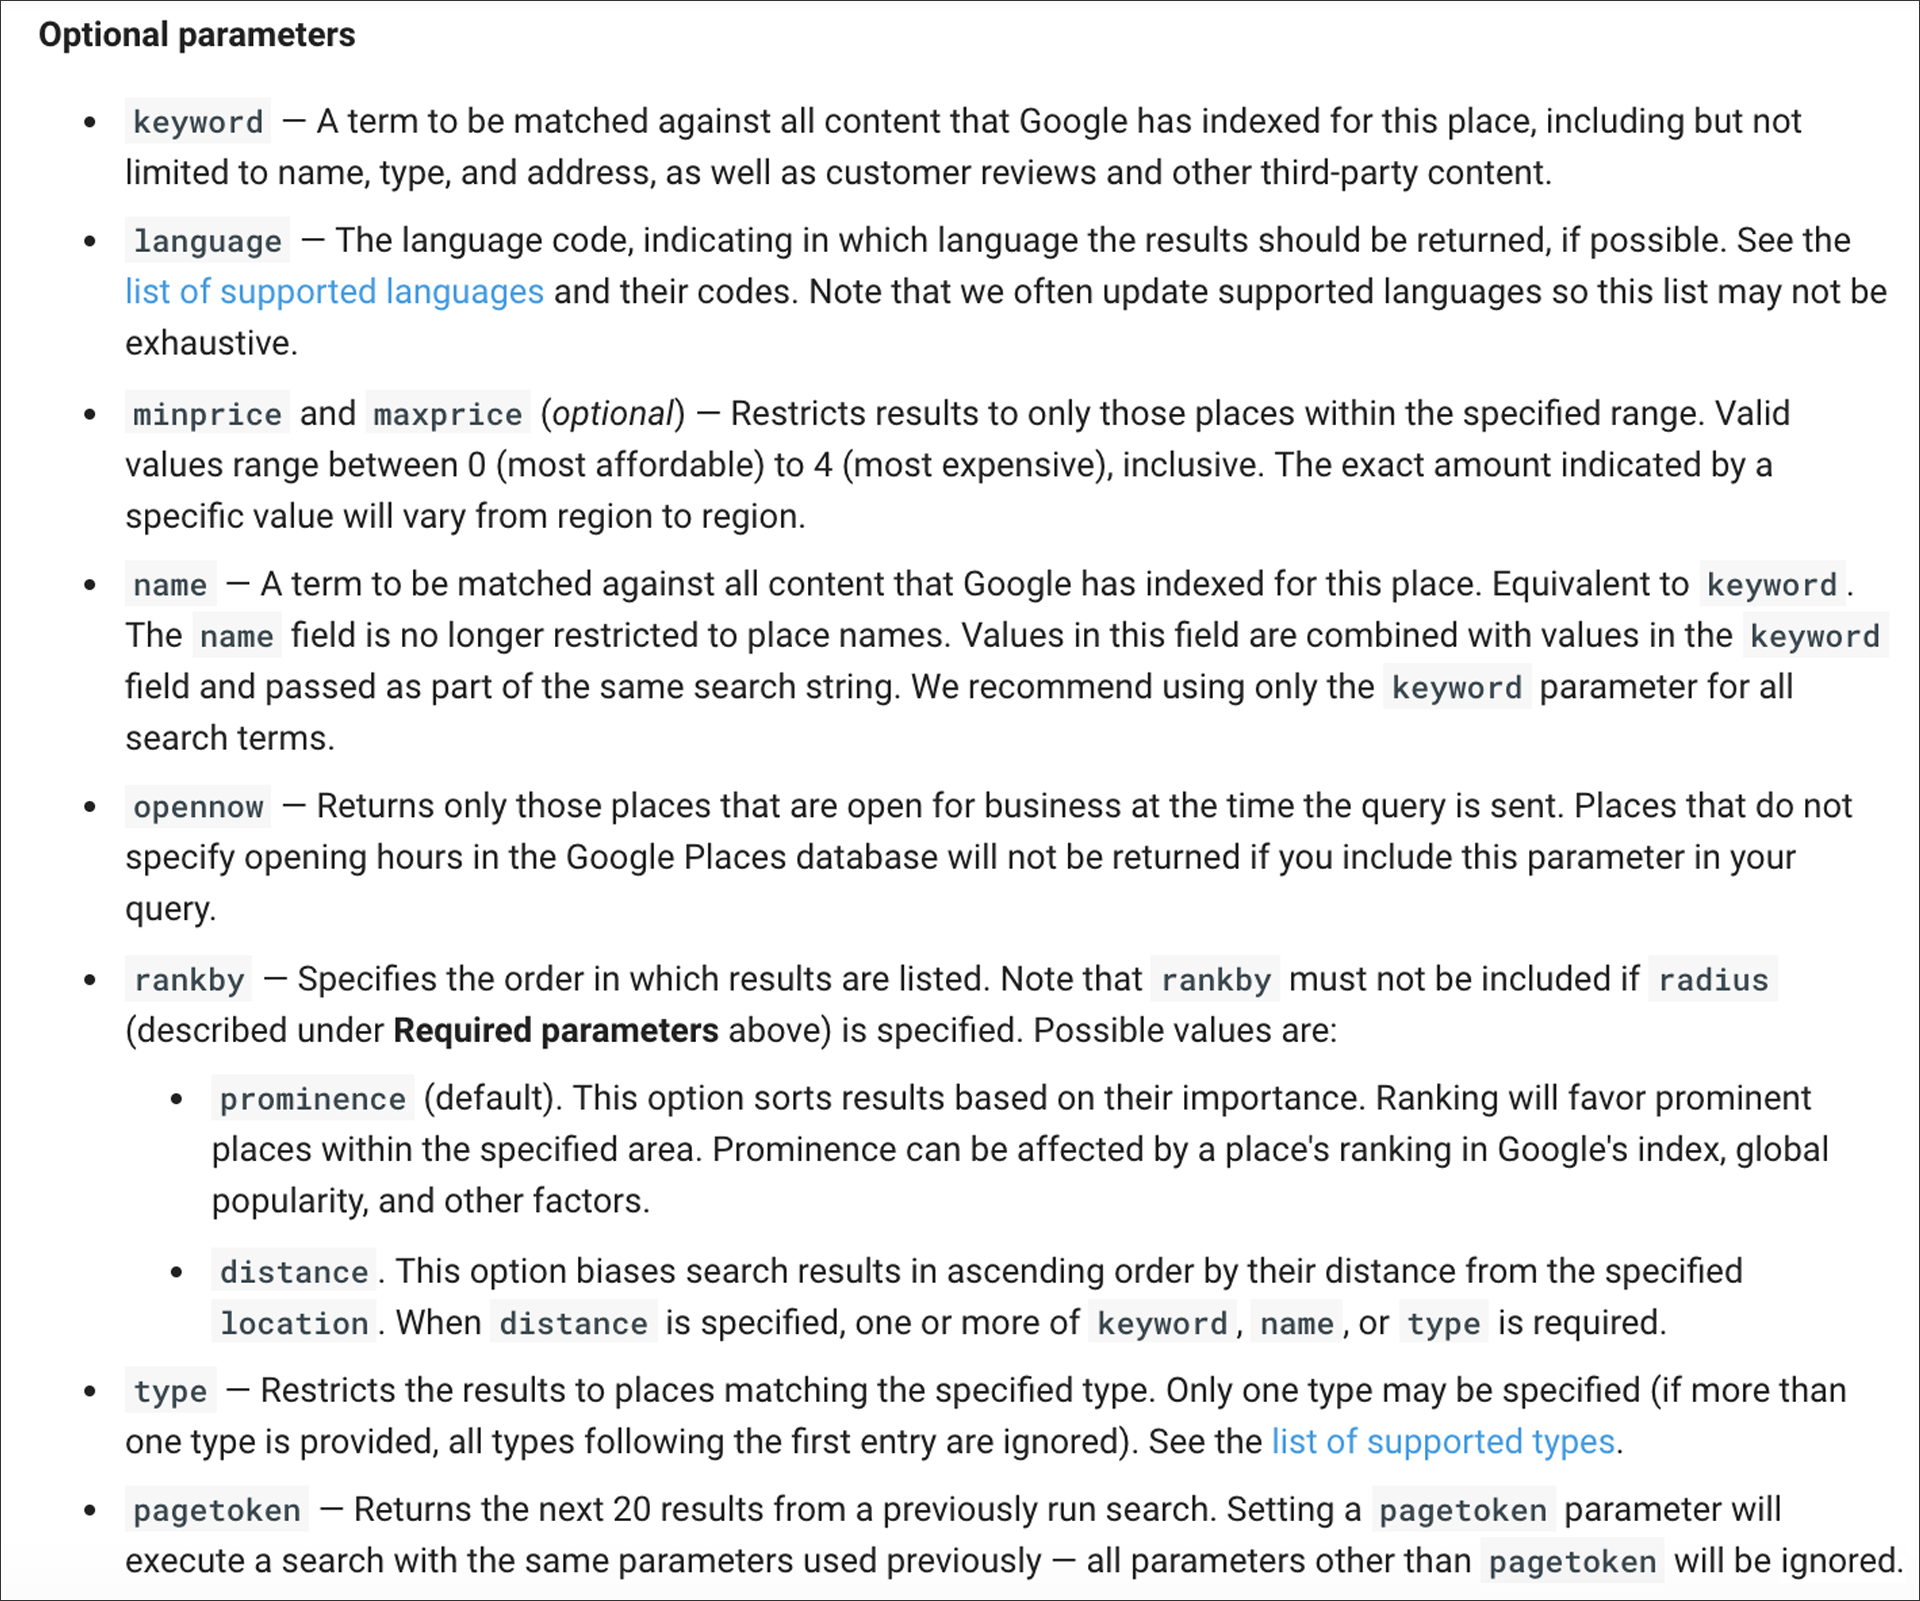 Optional parameters
• keyword — A term to be matched against all content that Google has indexed for this place, including but not
limited to name, type, and address, as well as customer reviews and other third-party content.
• language — The language code, indicating in which language the results should be returned, if possible. See the
list of supported languages and their codes. Note that we often update supported languages so this list may not be
exhaustive.
• minprice and maxprice (optional) — Restricts results to only those places within the specified range. Valid
values range between 0 (most affordable) to 4 (most expensive), inclusive. The exact amount indicated by a
specific value will vary from region to region.
• name — A term to be matched against all content that Google has indexed for this place. Equivalent to keyword.
The name field is no longer restricted to place names. Values in this field are combined with values in the keyword
field and passed as part of the same search string. We recommend using only the keyword parameter for all
search terms.
• opennow — Returns only those places that are open for business at the time the query is sent. Places that do not
specify opening hours in the Google Places database will not be returned if you include this parameter in your
query.
• rankby — Specifies the order in which results are listed. Note that rankby must not be included if radius
(described under Required parameters above) is specified. Possible values are:
• prominence (default). This option sorts results based on their importance. Ranking will favor prominent
places within the specified area. Prominence can be affected by a place's ranking in Google's index, global
popularity, and other factors.
• distance. This option biases search results in ascending order by their distance from the specified
location. When distance is specified, one or more of keyword, name, or type is required.
• type — Restricts the results to places matching the specified type. Only one type may be specified (if more than
one type is provided, all types following the first entry are ignored). See the list of supported types.
• pagetoken — Returns the next 20 results from a previously run search. Setting a pagetoken parameter will
execute a search with the same parameters used previously — all parameters other than pagetoken will be ignored.